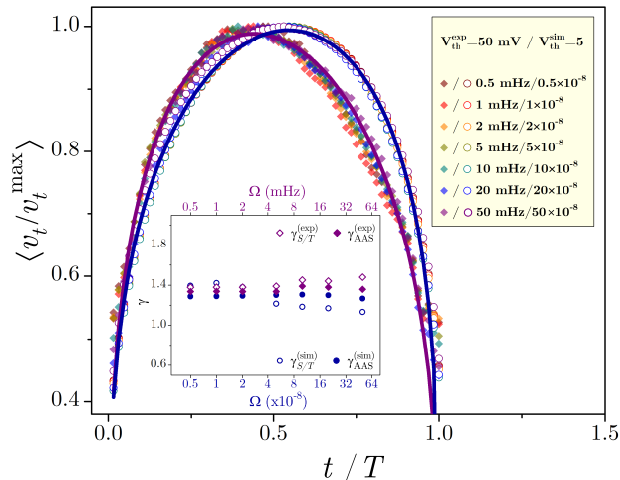 1.0
0.8
0.6
0.4
⟨v_t/v_t^max⟩
0.0
0.5
1.0
1.5
t / T
V_th^exp=50 mV / V_th^sim=5
/ 0.5 mHz/0.5×10^-8
/ 1 mHz/1×10^-8
/ 2 mHz/2×10^-8
/ 5 mHz/5×10^-8
/ 10 mHz/10×10^-8
/ 20 mHz/20×10^-8
/ 50 mHz/50×10^-8
Ω (mHz)
0.5 1 2 4 8 16 32 64
γ_S/T^(exp) γ_AAS^(exp)
1.8
1.4
1.0
0.6
γ
γ_S/T^(sim) γ_AAS^(sim)
0.5 1 2 4 8 16 32 64
Ω (x10^-8)